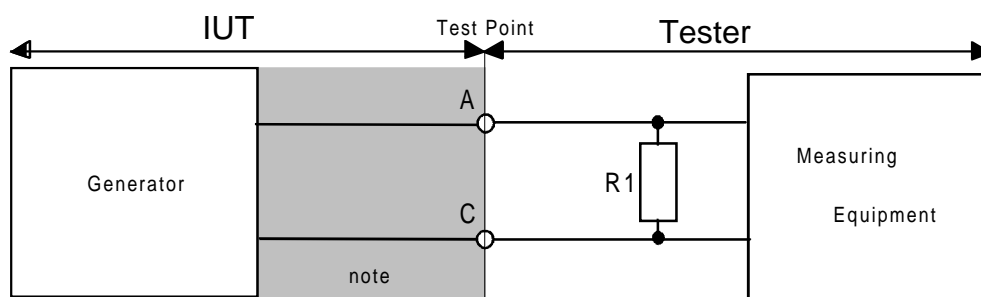 IUT
Test Point
Tester
A
Generator
R1
Measuring
Equipment
C
note